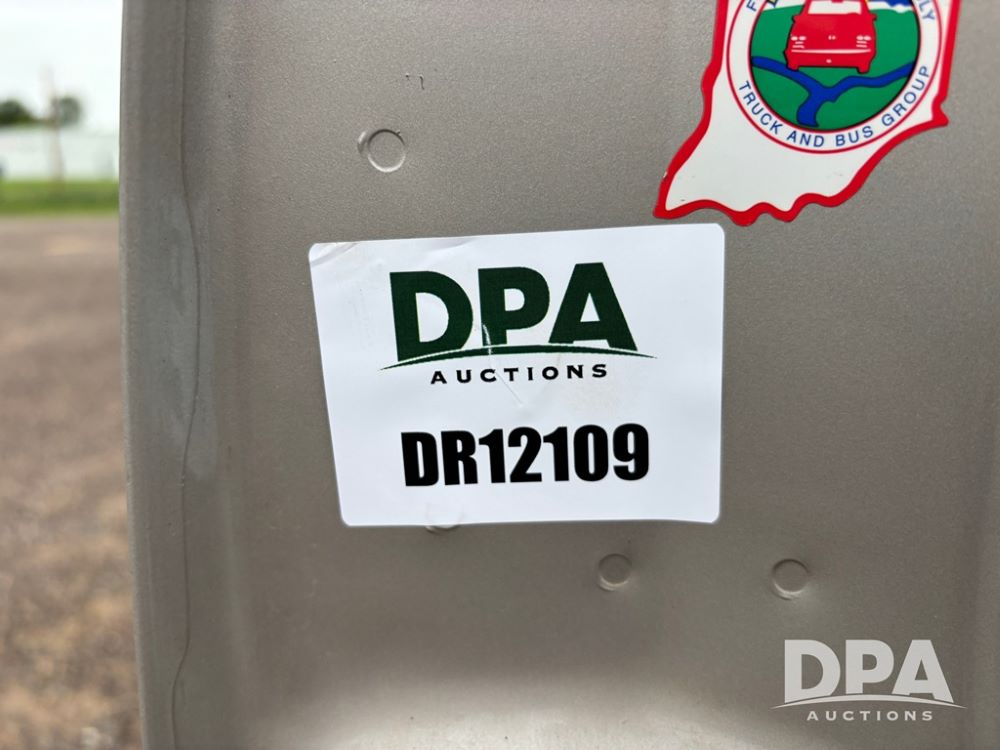 TRUCK AND BUS GROUP
DPA
AUCTIONS
DR12109
DPA
AUCTIONS